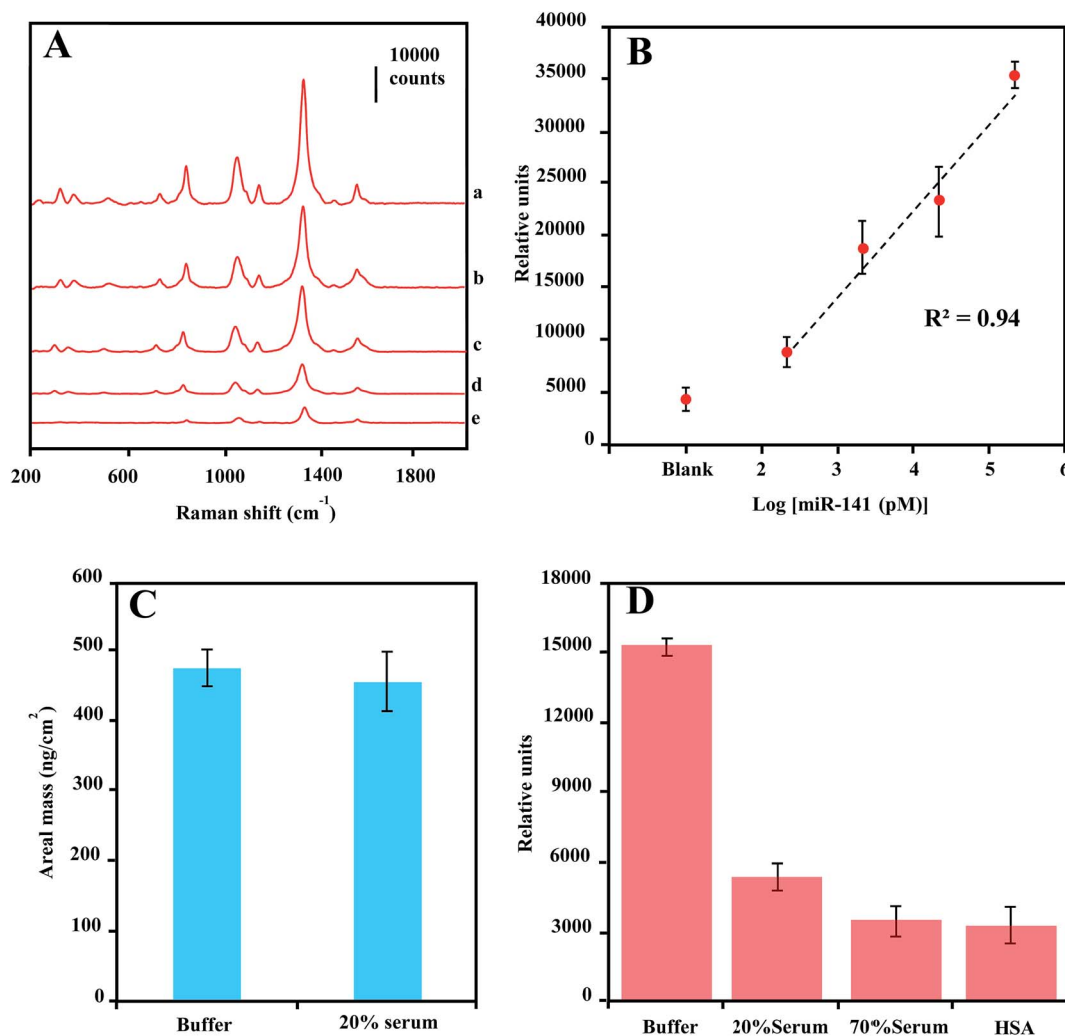 A
10000
counts
a
b
c
d
e
200 600 1000 1400 1800
Raman shift (cm⁻¹)
B
40000
35000
30000
25000
20000
15000
10000
5000
0
Relative units
R² = 0.94
Blank 2 3 4 5 6
Log [miR-141 (pM)]
C
600
500
400
300
200
100
0
Areal mass (ng/cm²)
Buffer 20% serum
D
18000
15000
12000
9000
6000
3000
0
Relative units
Buffer 20%Serum 70%Serum HSA